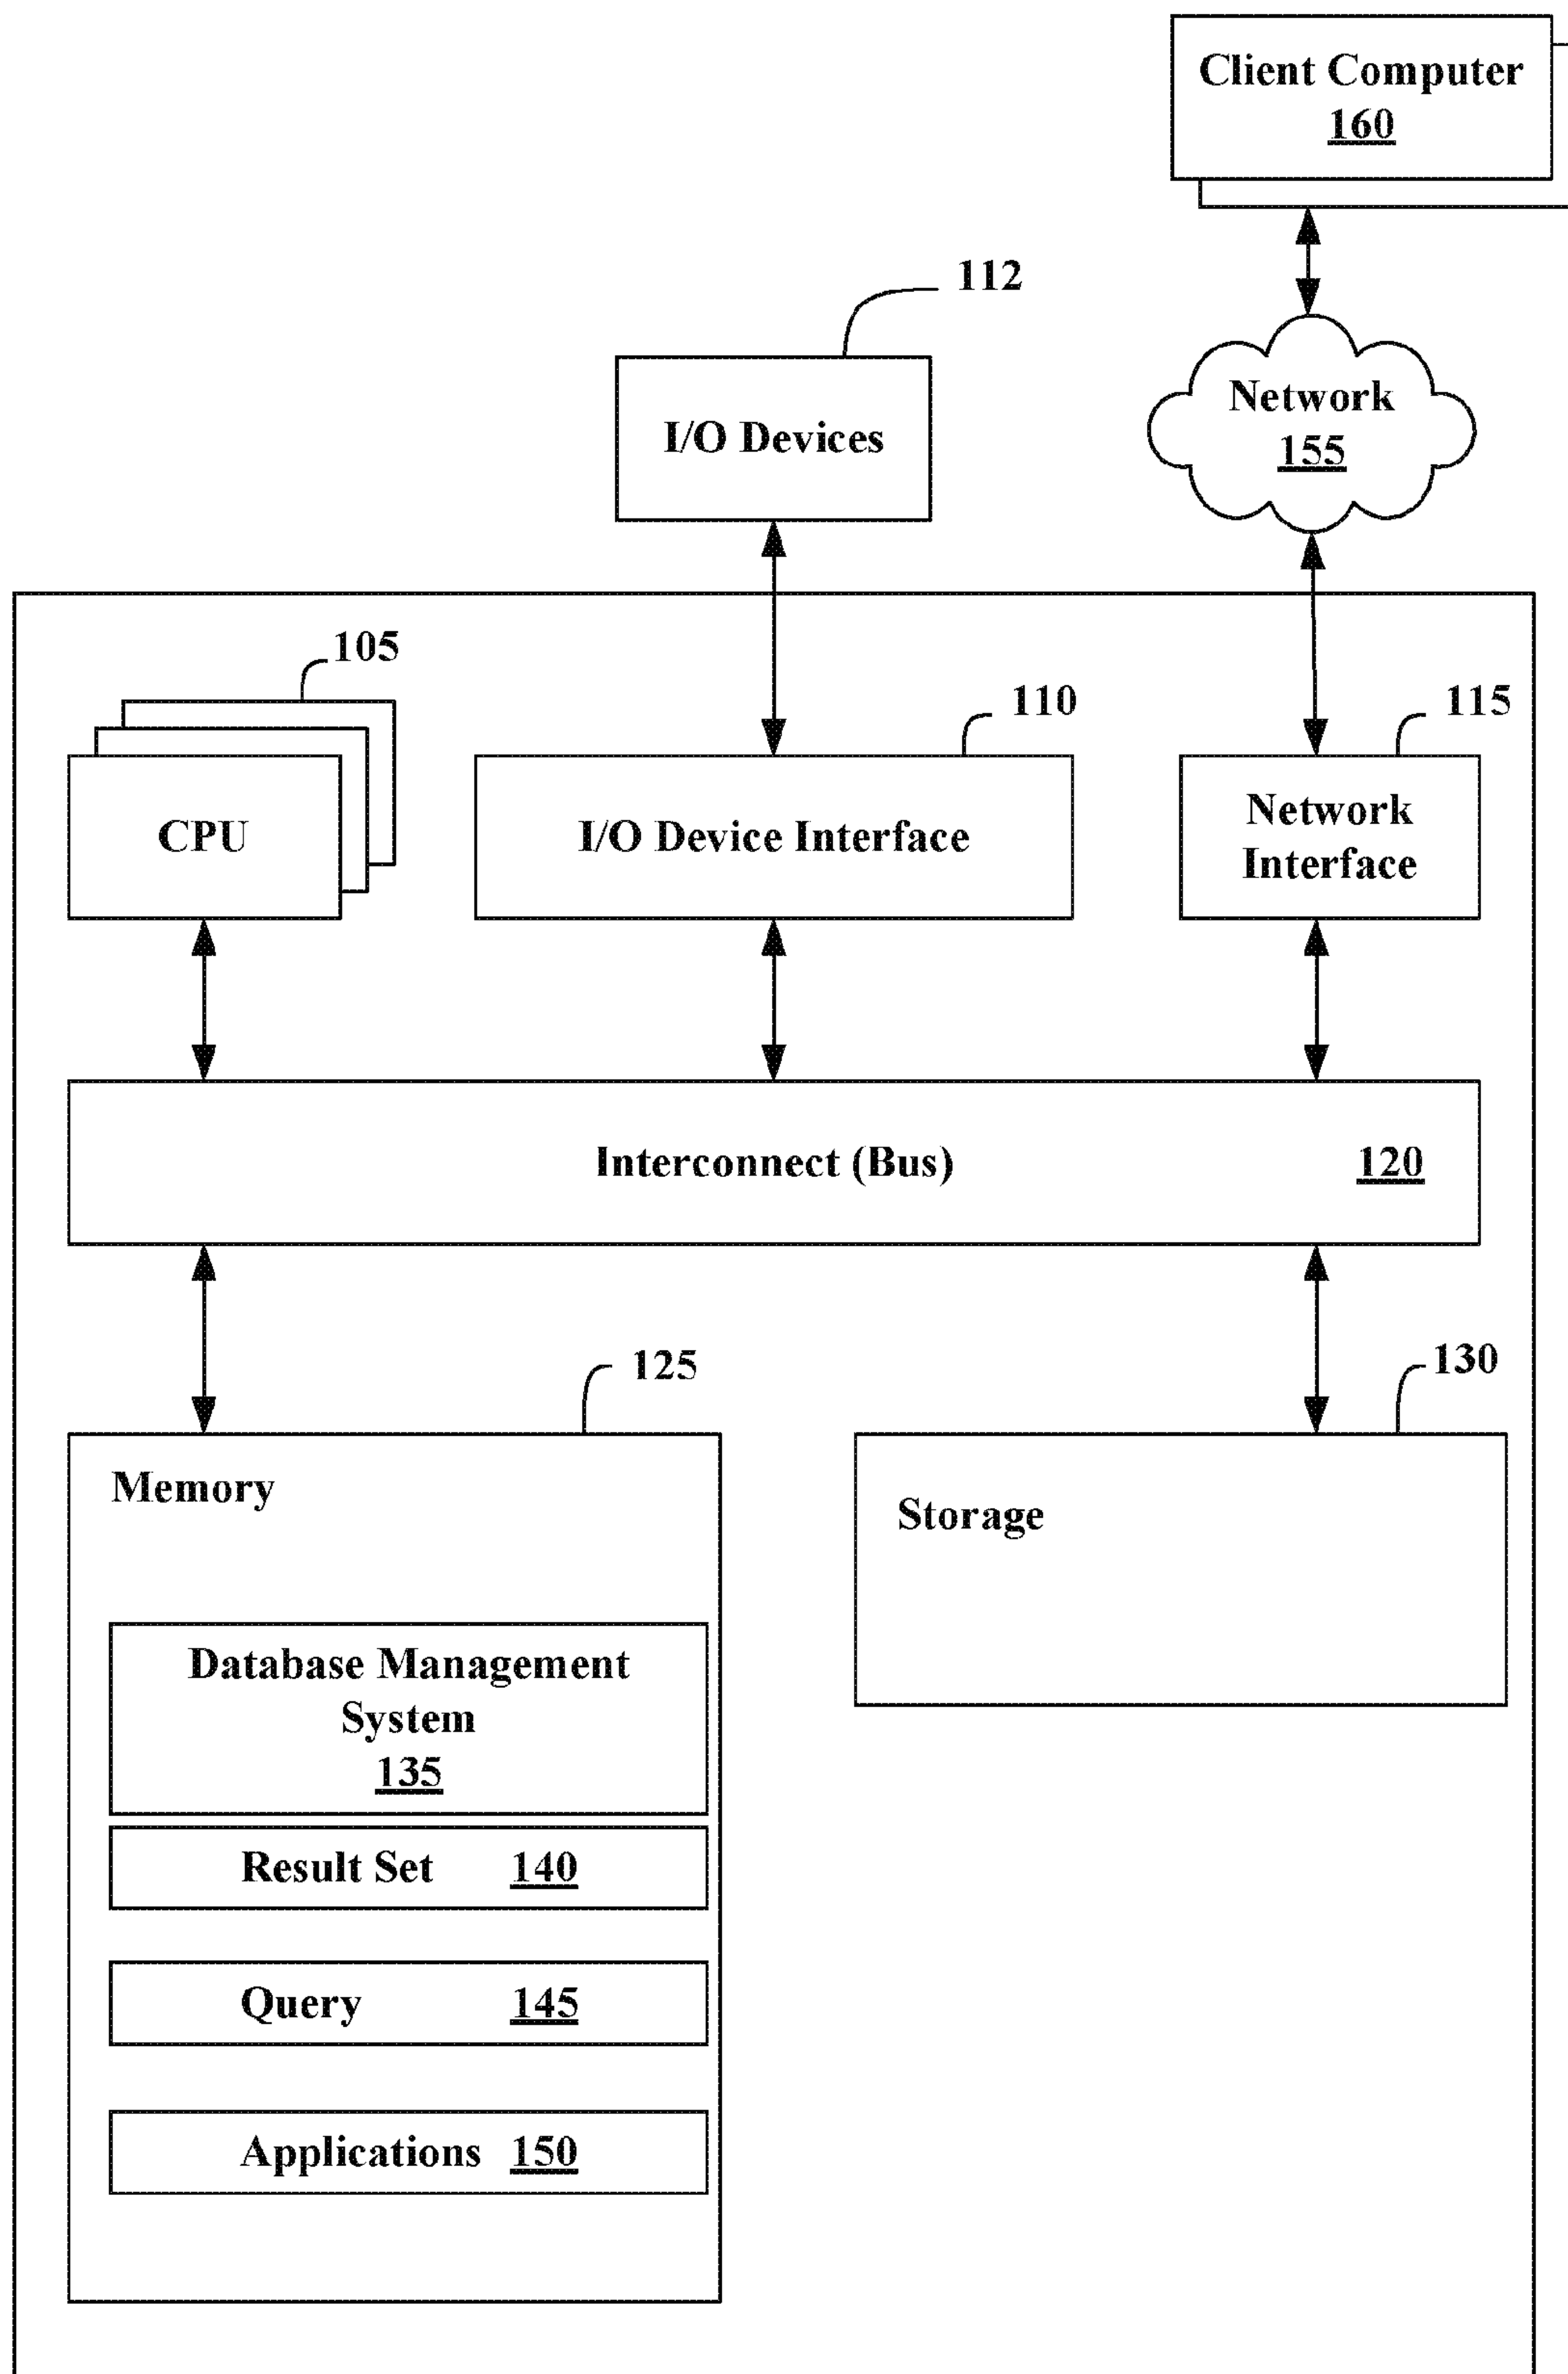 Client Computer
160
112
I/O Devices
Network
155
105
110
115
CPU
I/O Device Interface
Network
Interface
Interconnect (Bus) 120
125
130
Memory
Storage
Database Management
System
135
Result Set 140
Query 145
Applications 150